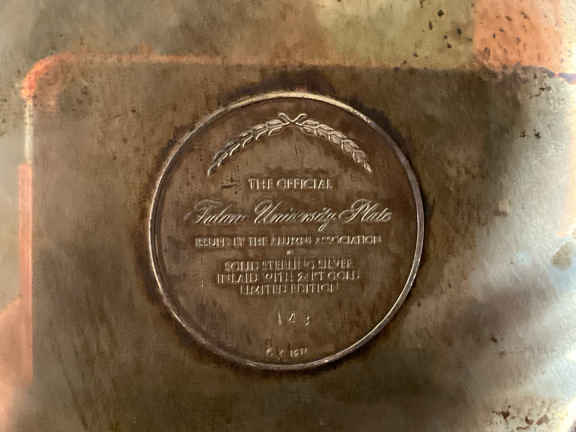 THE OFFICIAL
Tulane University Plate
ISSUED BY THE ALUMNI ASSOCIATION
SOLID STERLING SILVER
INLAID WITH 24KT GOLD
LIMITED EDITION
143